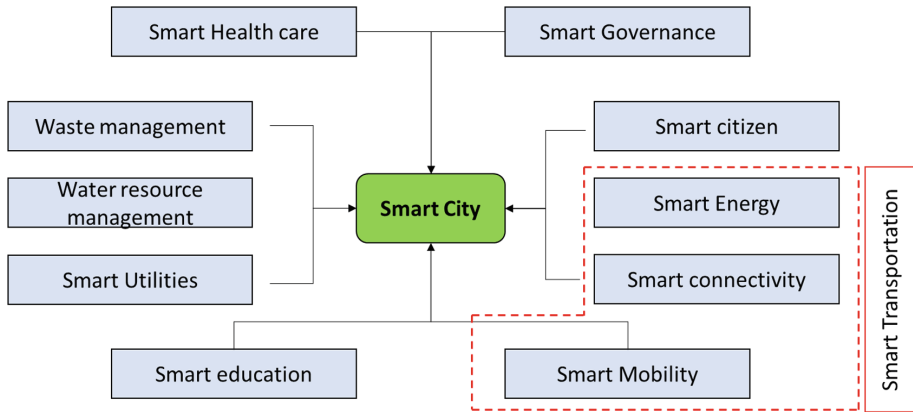 Smart Health care
Smart Governance
Waste management
Smart citizen
Water resource
management
Smart City
Smart Energy
Smart Utilities
Smart connectivity
Smart education
Smart Mobility
Smart Transportation